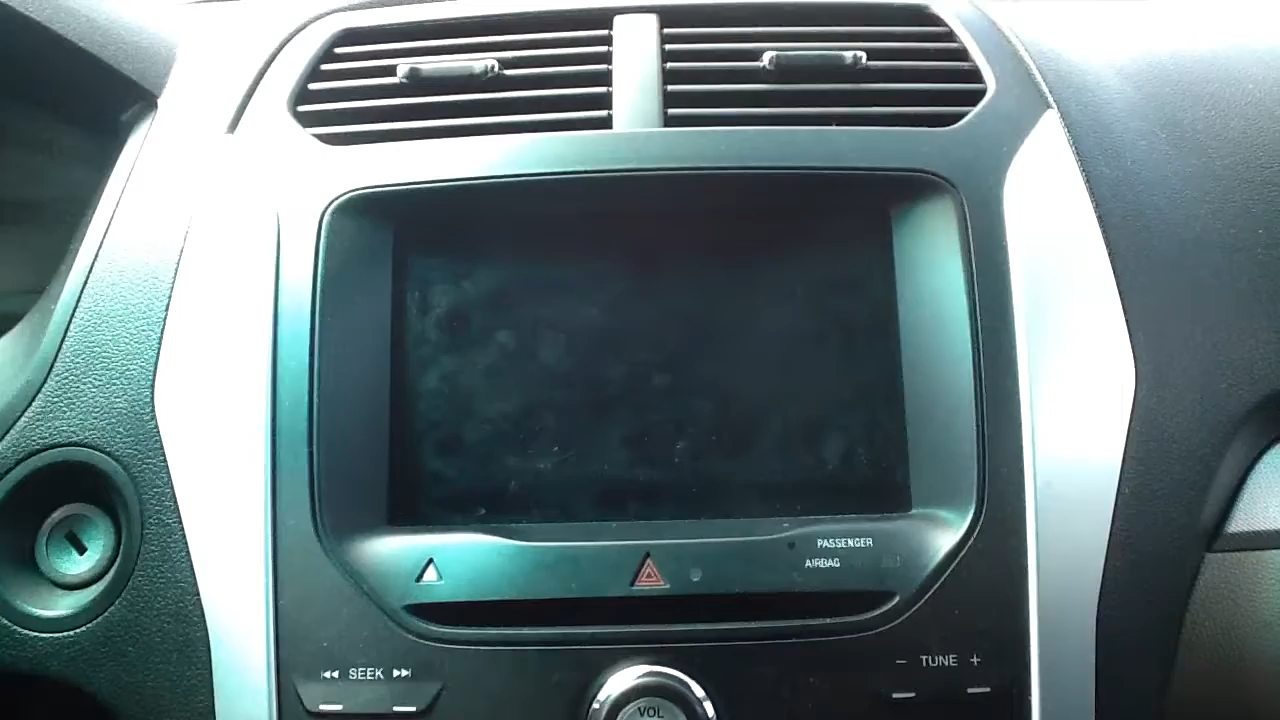 PASSENGER
AIRBAG
SEEK
− TUNE +
VOL